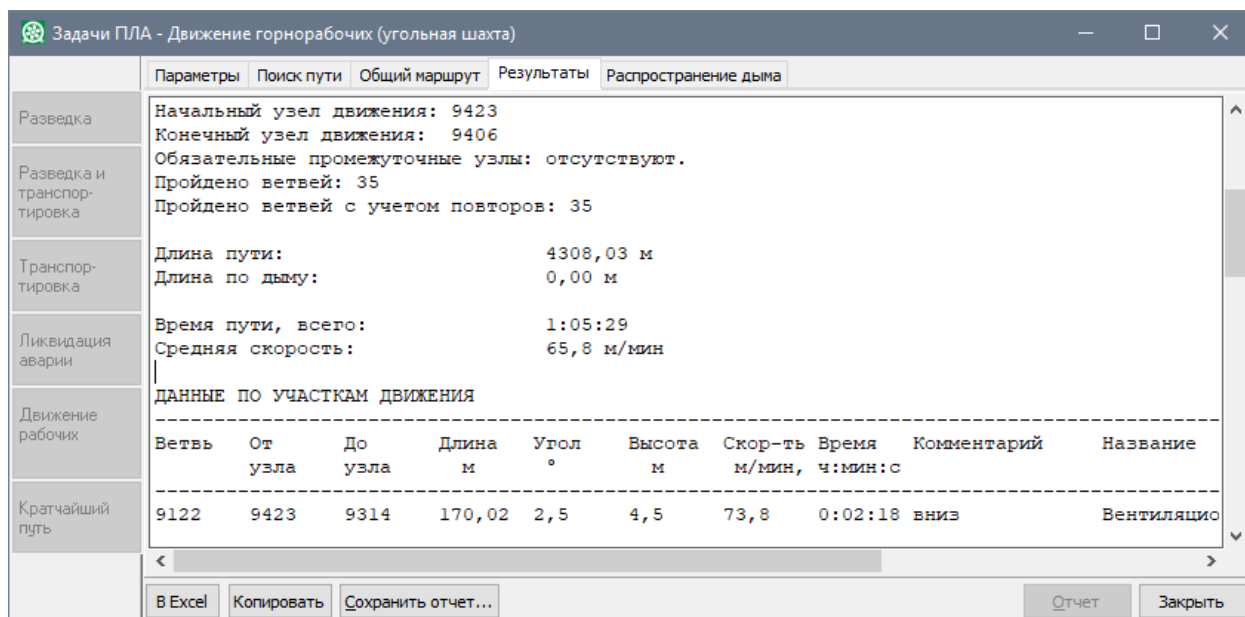 Задачи ПЛА - Движение горнорабочих (угольная шахта)
Параметры Поиск пути Общий маршрут Результаты Распространение дыма
Разведка
Разведка и
транспор-
тировка
Транспор-
тировка
Ликвидация
аварии
Движение
рабочих
Кратчайший
путь
Начальный узел движения: 9423
Конечный узел движения: 9406
Обязательные промежуточные узлы: отсутствуют.
Пройдено ветвей: 35
Пройдено ветвей с учетом повторов: 35
Длина пути: 4308,03 м
Длина по дыму: 0,00 м
Время пути, всего: 1:05:29
Средняя скорость: 65,8 м/мин
ДАННЫЕ ПО УЧАСТКАМ ДВИЖЕНИЯ
Ветвь От До Длина Угол Высота Скор-ть Время Комментарий Название
узла узла м ° м м/мин, ч:мин:с
9122 9423 9314 170,02 2,5 4,5 73,8 0:02:18 вниз Вентиляцио
В Excel Копировать Сохранить отчет... Отчет Закрыть